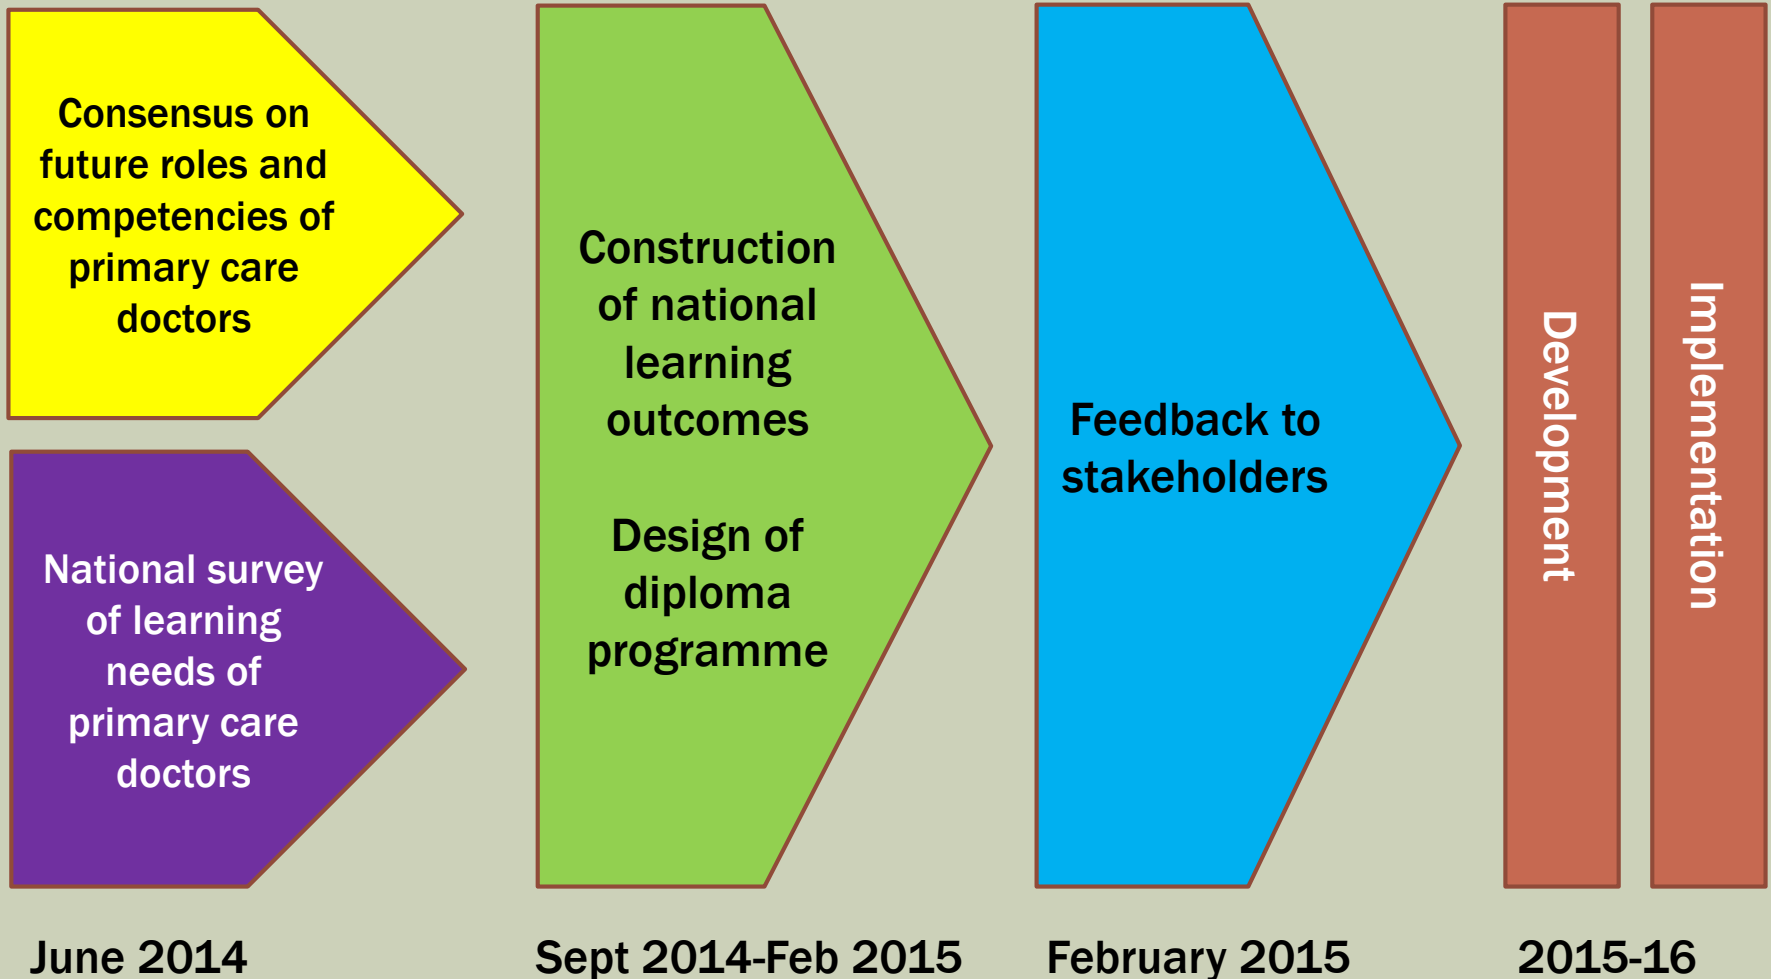 Consensus on
future roles and
competencies of
primary care
doctors
National survey
of learning
needs of
primary care
doctors
Construction
of national
learning
outcomes
Design of
diploma
programme
Feedback to
stakeholders
Development
Implementation
June 2014
Sept 2014-Feb 2015
February 2015
2015-16